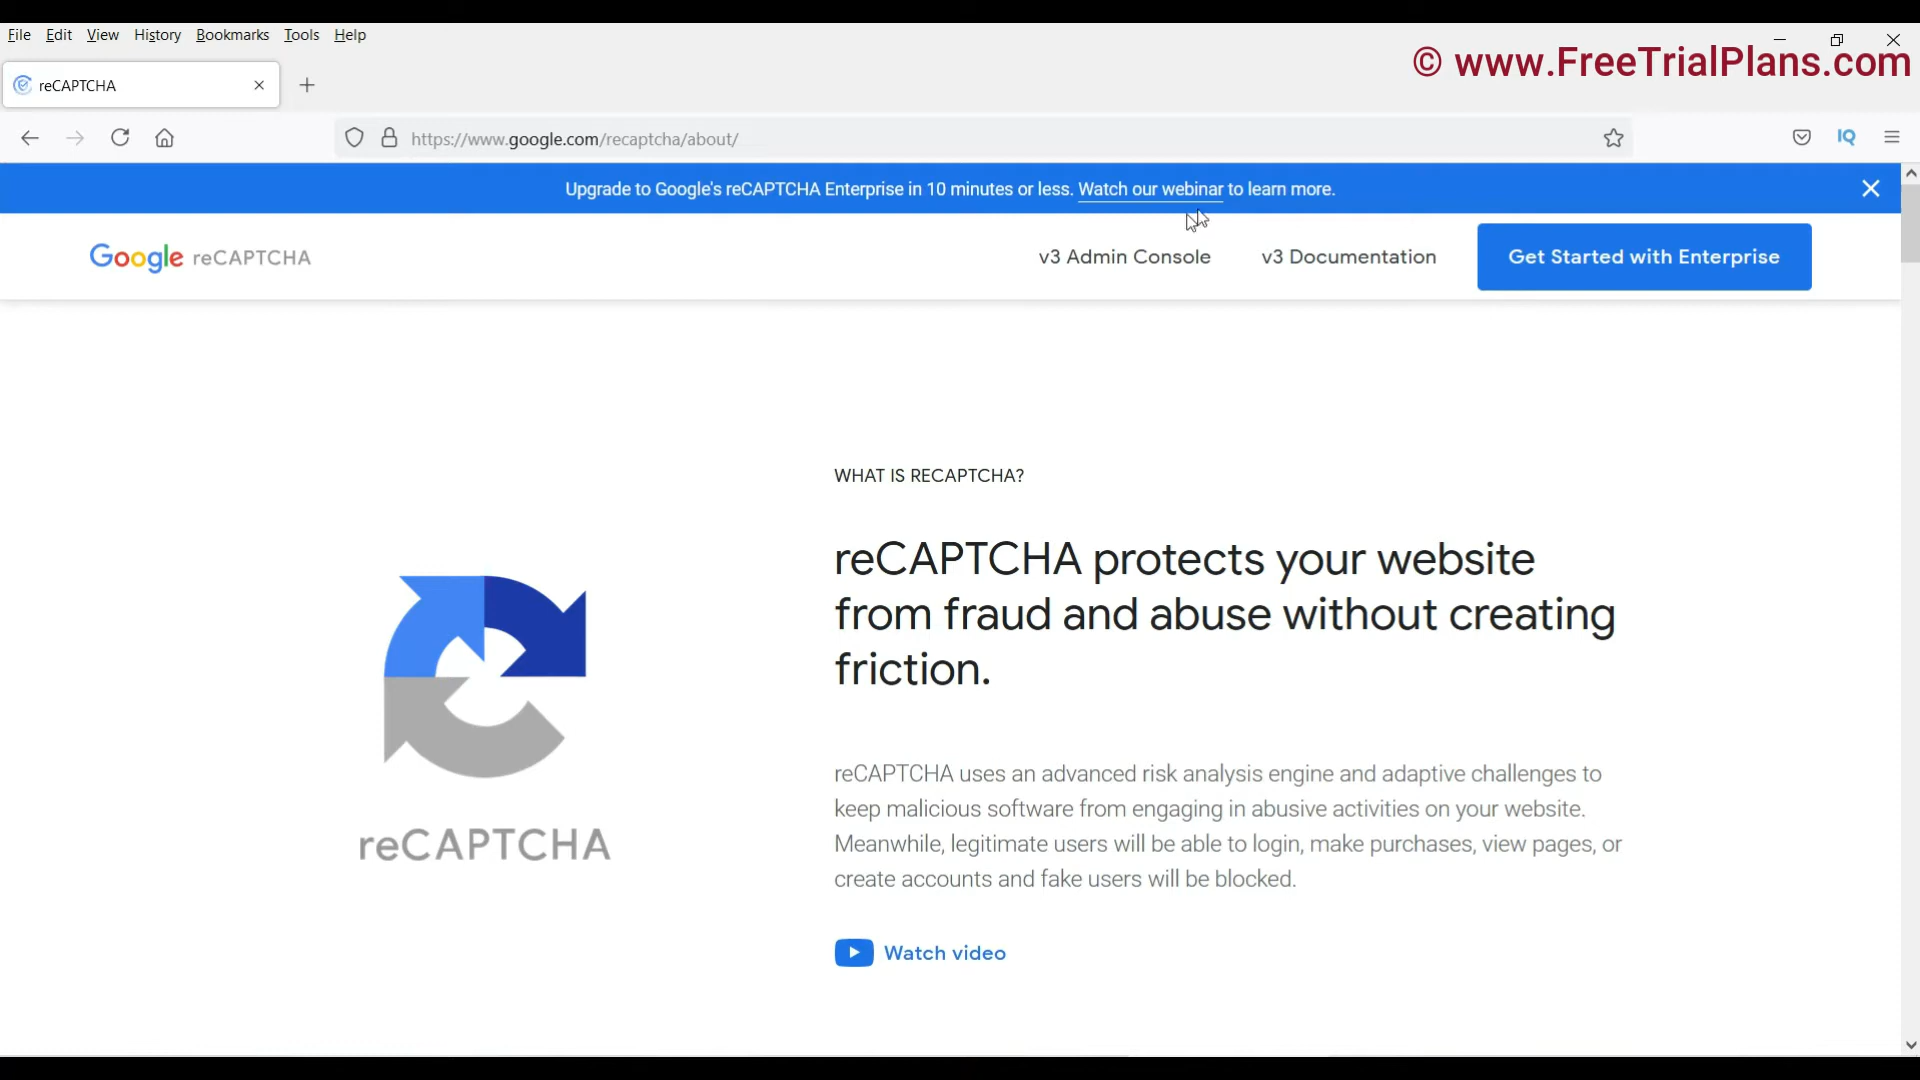 File Edit View History Bookmarks Tools Help
© www.FreeTrialPlans.com
reCAPTCHA
https://www.google.com/recaptcha/about/
IQ
Upgrade to Google's reCAPTCHA Enterprise in 10 minutes or less. Watch our webinar to learn more.
Google reCAPTCHA
v3 Admin Console
v3 Documentation
Get Started with Enterprise
WHAT IS RECAPTCHA?
reCAPTCHA protects your website
from fraud and abuse without creating
friction.
reCAPTCHA uses an advanced risk analysis engine and adaptive challenges to
keep malicious software from engaging in abusive activities on your website.
Meanwhile, legitimate users will be able to login, make purchases, view pages, or
create accounts and fake users will be blocked.
reCAPTCHA
Watch video